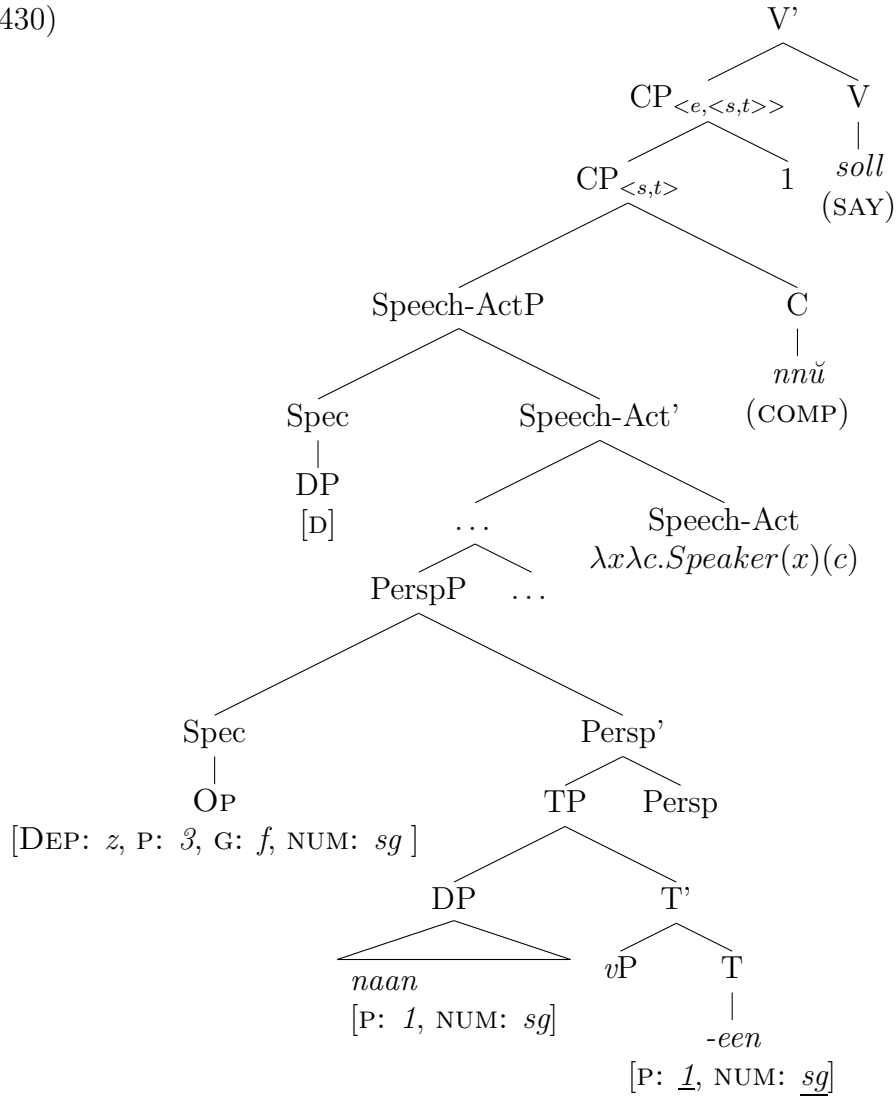 430)
V’
CP<e,<s,t>> V
soll
CP<s,t> 1
(SAY)
Speech-ActP C
nnŭ
(COMP)
Spec Speech-Act’
DP
[D] . . . Speech-Act
λxλc.Speaker(x)(c)
PerspP . . .
Spec Persp’
OP TP Persp
[DEP: z, P: 3, G: f, NUM: sg ]
DP T’
naan vP T
[P: 1, NUM: sg]
-een
[P: 1, NUM: sg]